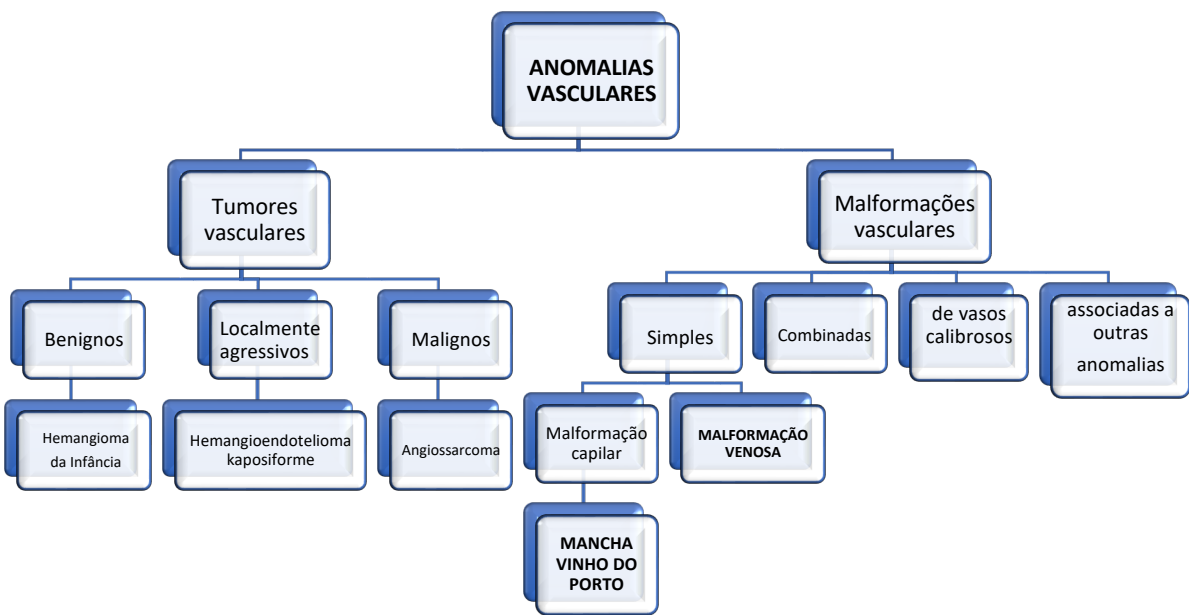 ANOMALIAS
VASCULARES
Tumores
vasculares
Malformações
vasculares
Benignos
Localmente
agressivos
Malignos
Simples
Combinadas
de vasos
calibrosos
associadas a
outras
anomalias
Hemangioma
da Infância
Hemangioendotelioma
kaposiforme
Angiossarcoma
Malformação
capilar
MALFORMAÇÃO
VENOSA
MANCHA
VINHO DO
PORTO